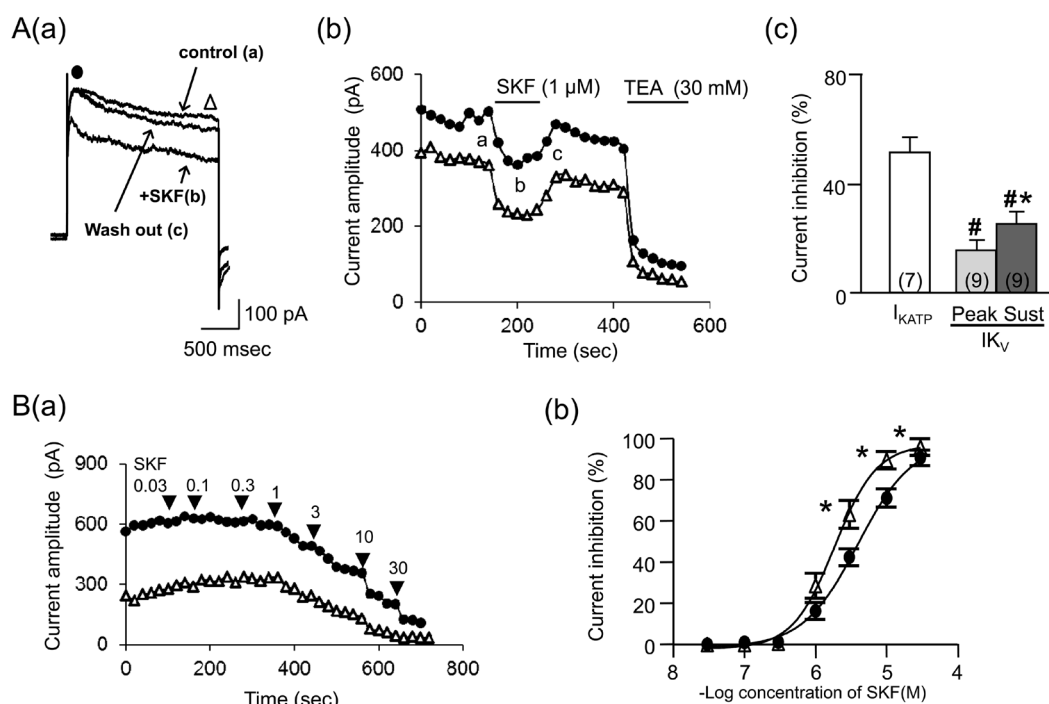 A(a)
control (a)
+SKF(b)
Wash out (c)
100 pA
500 msec
(b)
Current amplitude (pA)
600
400
200
0
SKF (1 µM)
TEA (30 mM)
a
b
c
0 200 400 600
Time (sec)
(c)
Current inhibition (%)
80
40
0
#
#*
(7) (9) (9)
IKATP
Peak Sust
IKV
B(a)
Current amplitude (pA)
900
600
300
0
SKF
0.03 0.1 0.3 1 3 10 30
0 200 400 600 800
Time (sec)
(b)
Current inhibition (%)
100
80
60
40
20
0
* * *
8 7 6 5 4
-Log concentration of SKF(M)